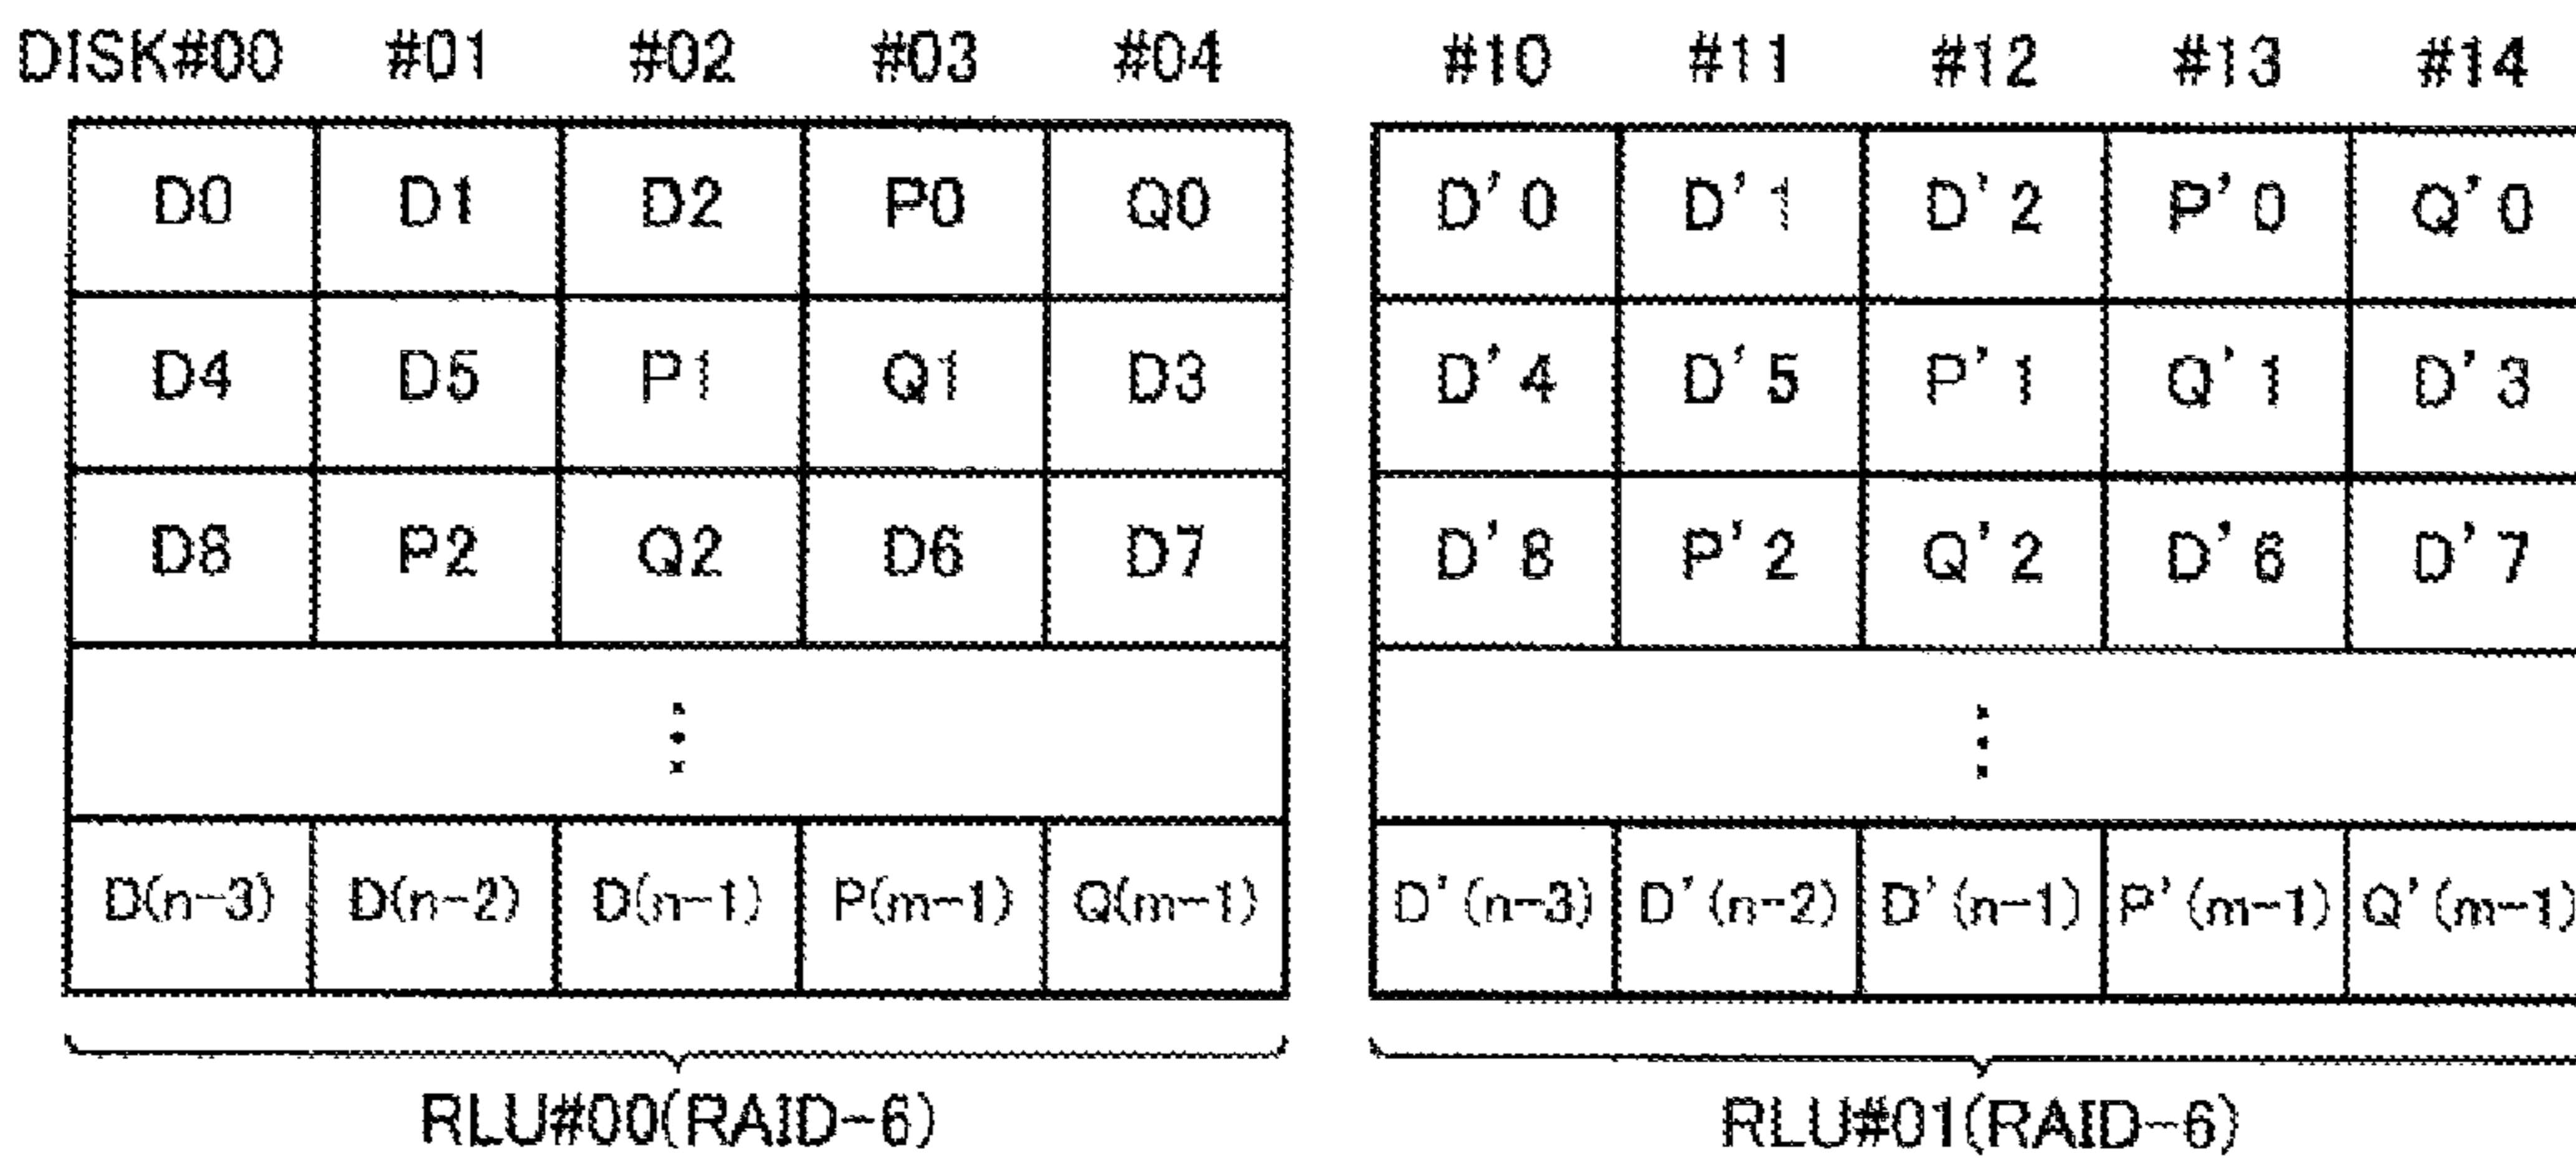 DISK#00 #01 #02 #03 #04 #10 #11 #12 #13 #14
D0 D1 D2 P0 Q0 D'0 D'1 D'2 P'0 Q'0
D4 D5 P1 Q1 D3 D'4 D'5 P'1 Q'1 D'3
D8 P2 Q2 D6 D7 D'8 P'2 Q'2 D'6 D'7
D(n-3) D(n-2) D(n-1) P(m-1) Q(m-1) D'(n-3) D'(n-2) D'(n-1) P'(m-1) Q'(m-1)
RLU#00(RAID-6) RLU#01(RAID-6)